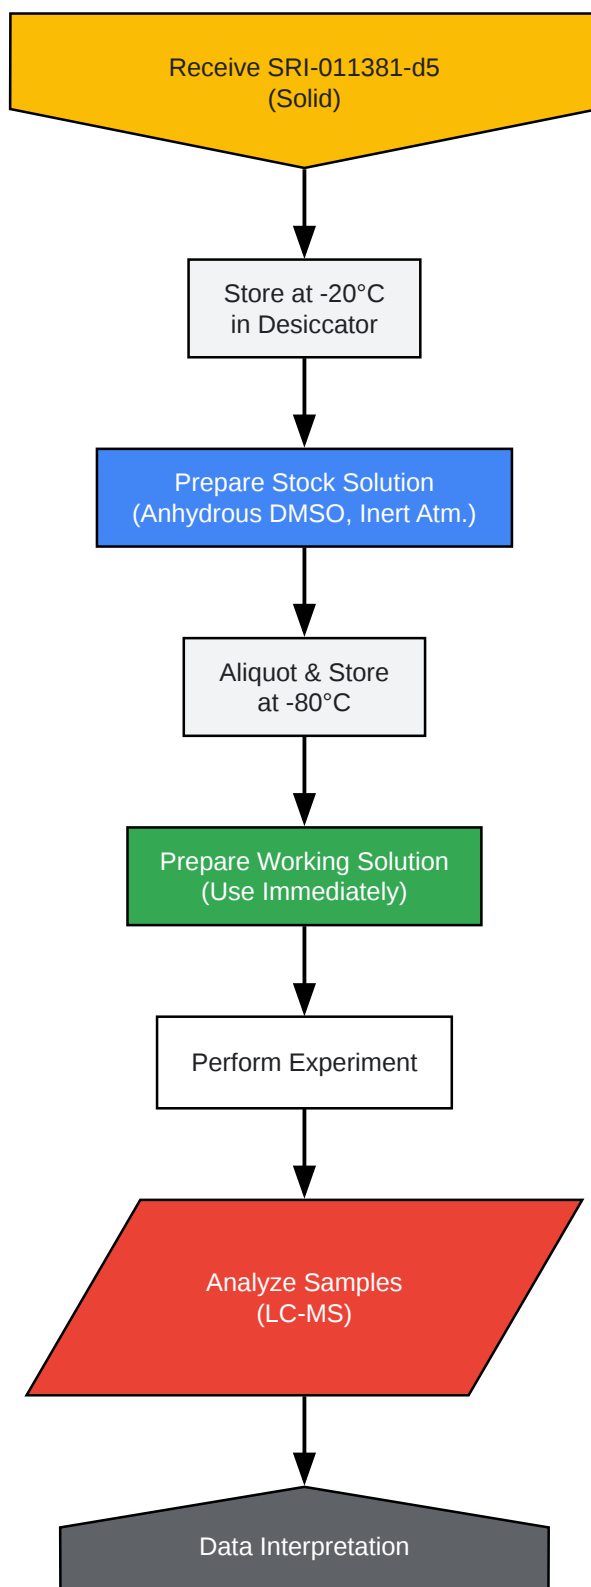 Receive SRI-011381-d5
(Solid)
Store at -20°C
in Desiccator
Prepare Stock Solution
(Anhydrous DMSO, Inert Atm.)
Aliquot & Store
at -80°C
Prepare Working Solution
(Use Immediately)
Perform Experiment
Analyze Samples
(LC-MS)
Data Interpretation